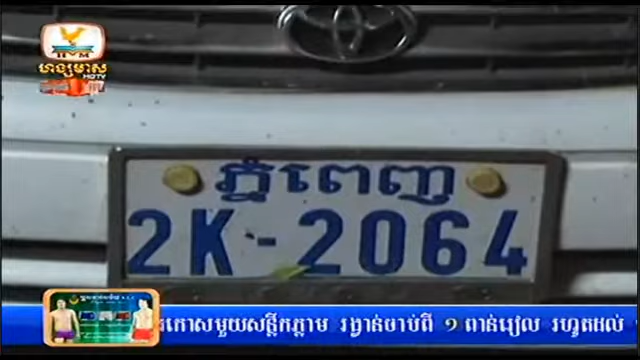 HM
ហង្សមាស
HDTV
ភ្នំពេញ
2K-2064
កោសមួយសន្លឹកភ្លាម រង្វាន់ចាប់ពី ១ ពាន់រៀល រហូតដល់